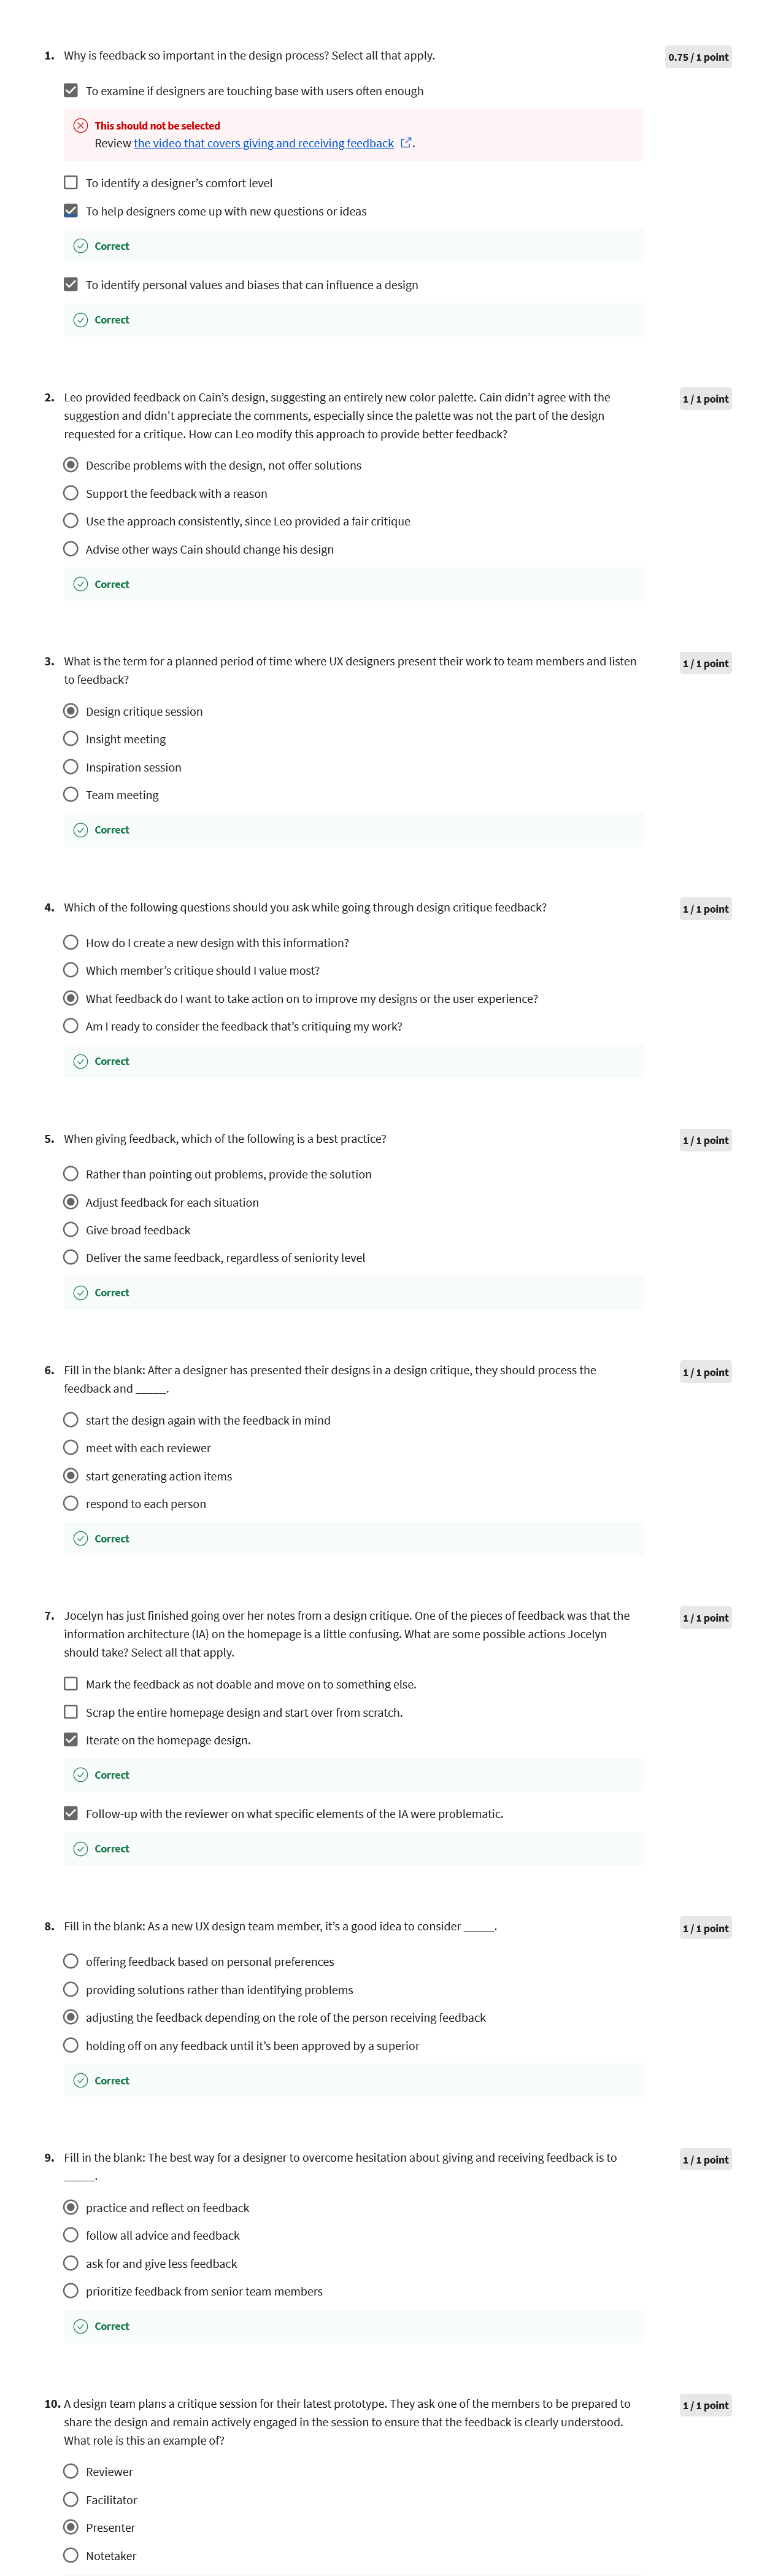 1. Why is feedback so important in the design process? Select all that apply.
0.75 / 1 point
To examine if designers are touching base with users often enough
This should not be selected
Review the video that covers giving and receiving feedback.
To identify a designer’s comfort level
To help designers come up with new questions or ideas
Correct
To identify personal values and biases that can influence a design
Correct
2. Leo provided feedback on Cain’s design, suggesting an entirely new color palette. Cain didn’t agree with the
suggestion and didn't appreciate the comments, especially since the palette was not the part of the design
requested for a critique. How can Leo modify this approach to provide better feedback?
1 / 1 point
Describe problems with the design, not offer solutions
Support the feedback with a reason
Use the approach consistently, since Leo provided a fair critique
Advise other ways Cain should change his design
Correct
3. What is the term for a planned period of time where UX designers present their work to team members and listen
to feedback?
1 / 1 point
Design critique session
Insight meeting
Inspiration session
Team meeting
Correct
4. Which of the following questions should you ask while going through design critique feedback?
1 / 1 point
How do I create a new design with this information?
Which member’s critique should I value most?
What feedback do I want to take action on to improve my designs or the user experience?
Am I ready to consider the feedback that’s critiquing my work?
Correct
5. When giving feedback, which of the following is a best practice?
1 / 1 point
Rather than pointing out problems, provide the solution
Adjust feedback for each situation
Give broad feedback
Deliver the same feedback, regardless of seniority level
Correct
6. Fill in the blank: After a designer has presented their designs in a design critique, they should process the
feedback and _____.
1 / 1 point
start the design again with the feedback in mind
meet with each reviewer
start generating action items
respond to each person
Correct
7. Jocelyn has just finished going over her notes from a design critique. One of the pieces of feedback was that the
information architecture (IA) on the homepage is a little confusing. What are some possible actions Jocelyn
should take? Select all that apply.
1 / 1 point
Mark the feedback as not doable and move on to something else.
Scrap the entire homepage design and start over from scratch.
Iterate on the homepage design.
Correct
Follow-up with the reviewer on what specific elements of the IA were problematic.
Correct
8. Fill in the blank: As a new UX design team member, it’s a good idea to consider _____.
1 / 1 point
offering feedback based on personal preferences
providing solutions rather than identifying problems
adjusting the feedback depending on the role of the person receiving feedback
holding off on any feedback until it’s been approved by a superior
Correct
9. Fill in the blank: The best way for a designer to overcome hesitation about giving and receiving feedback is to
_____.
1 / 1 point
practice and reflect on feedback
follow all advice and feedback
ask for and give less feedback
prioritize feedback from senior team members
Correct
10. A design team plans a critique session for their latest prototype. They ask one of the members to be prepared to
share the design and remain actively engaged in the session to ensure that the feedback is clearly understood.
What role is this an example of?
1 / 1 point
Reviewer
Facilitator
Presenter
Notetaker